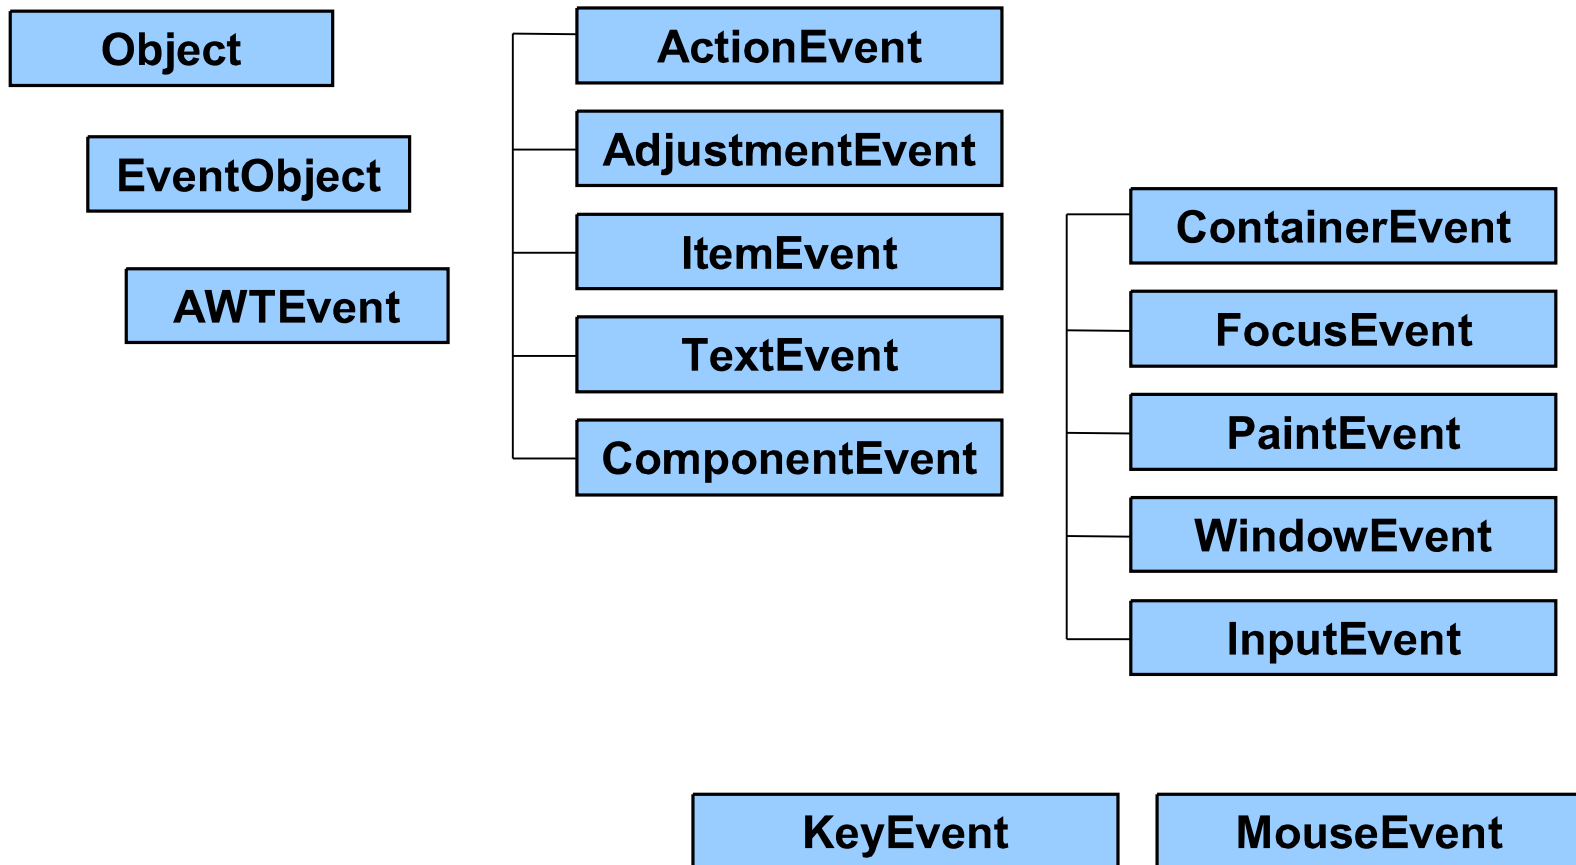 Object
EventObject
AWTEvent
ActionEvent
AdjustmentEvent
ItemEvent
TextEvent
ComponentEvent
ContainerEvent
FocusEvent
PaintEvent
WindowEvent
InputEvent
KeyEvent
MouseEvent